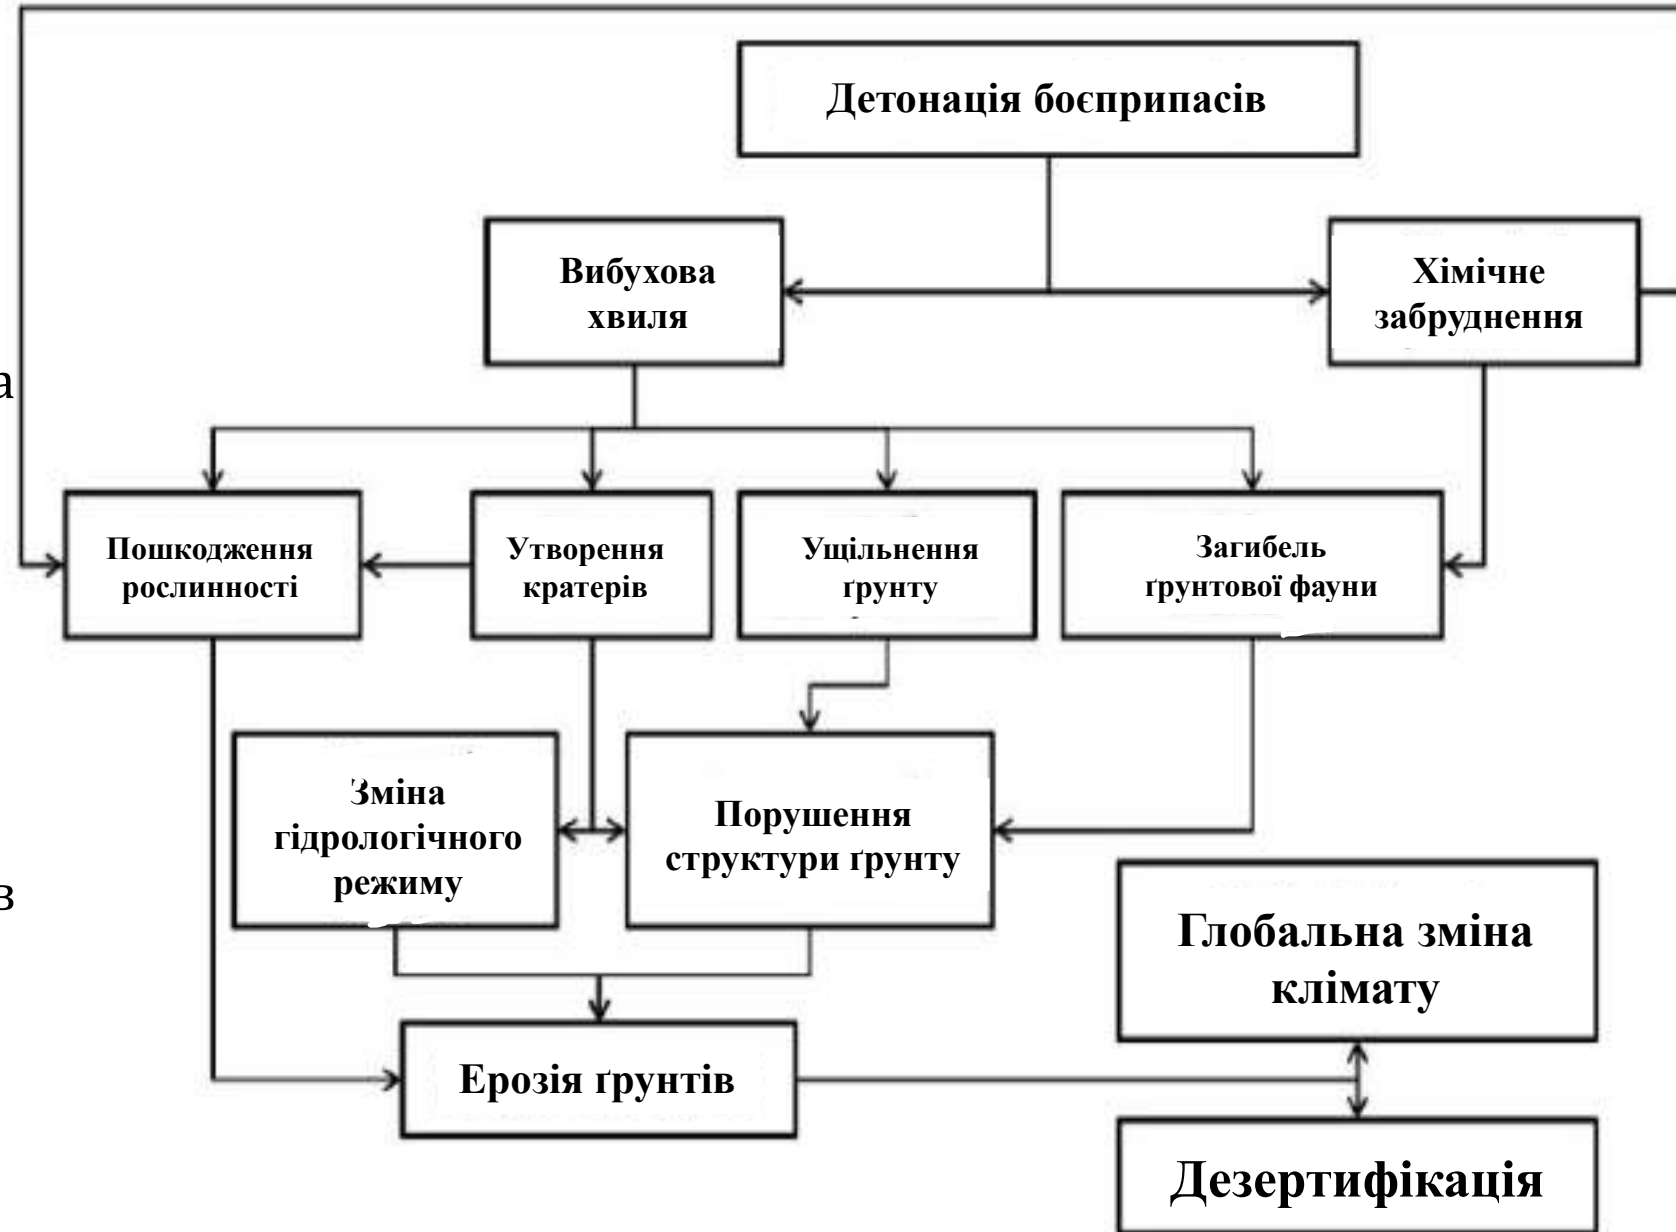 Детонація боєприпасів
Вибухова
хвиля
Хімічне
забруднення
а
Пошкодження
рослинності
Утворення
кратерів
Ущільнення
ґрунту
Загибель
ґрунтової фауни
Зміна
гідрологічного
режиму
Порушення
структури ґрунту
в
Глобальна зміна
клімату
Ерозія ґрунтів
Дезертифікація